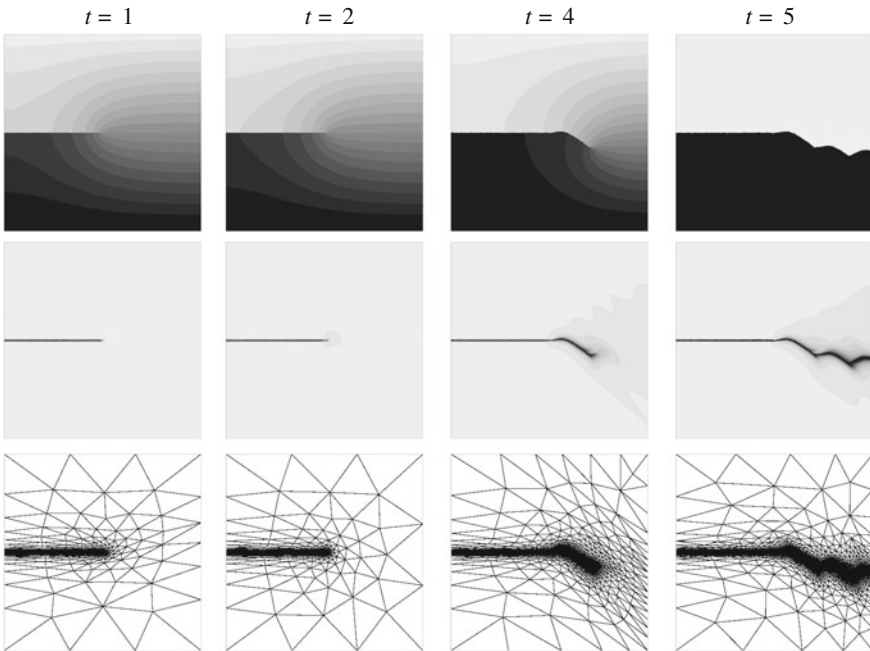 t = 1
t = 2
t = 4
t = 5